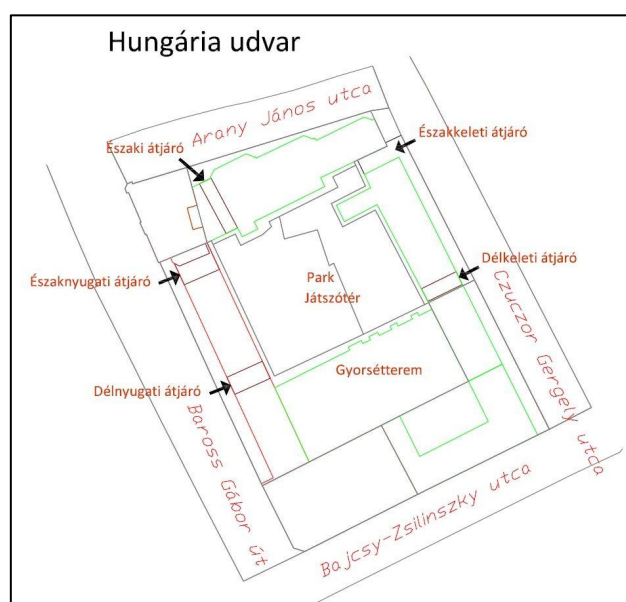 Hungária udvar
Arany János utca
Északi átjáró
Északkeleti átjáró
Északnyugati átjáró
Park
Játszótér
Délkeleti átjáró
Czuczor Gergely utda
Délnyugati átjáró
Gyorsétterem
Baross Gábor út
Bajcsy-Zsilinszky utca